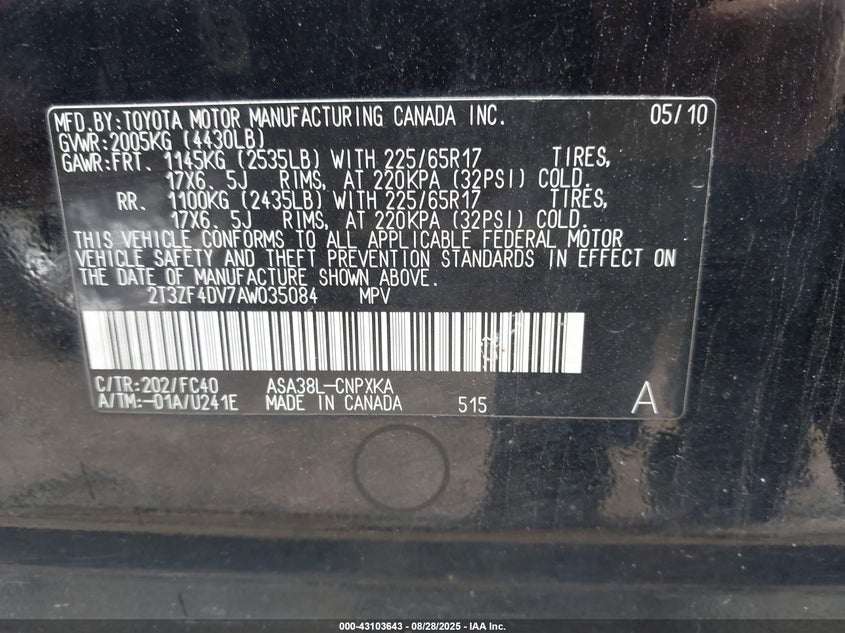 MFD.BY:TOYOTA MOTOR MANUFACTURING CANADA INC. 05/10
GVWR:2005KG (4430LB)
GAWR:FRT. 1145KG (2535LB) WITH 225/65R17 TIRES,
17X6.5J RIMS, AT 220KPA (32PSI) COLD.
RR. 1100KG (2435LB) WITH 225/65R17 TIRES,
17X6.5J RIMS, AT 220KPA (32PSI) COLD.
THIS VEHICLE CONFORMS TO ALL APPLICABLE FEDERAL MOTOR
VEHICLE SAFETY AND THEFT PREVENTION STANDARDS IN EFFECT ON
THE DATE OF MANUFACTURE SHOWN ABOVE.
2T3ZF4DV7AW035084 MPV
C/TR:202/FC40 ASA38L-CNPXKA
A/TM:-01A/U241E MADE IN CANADA 515 A
000-43103643 - 08/28/2025 - IAA Inc.